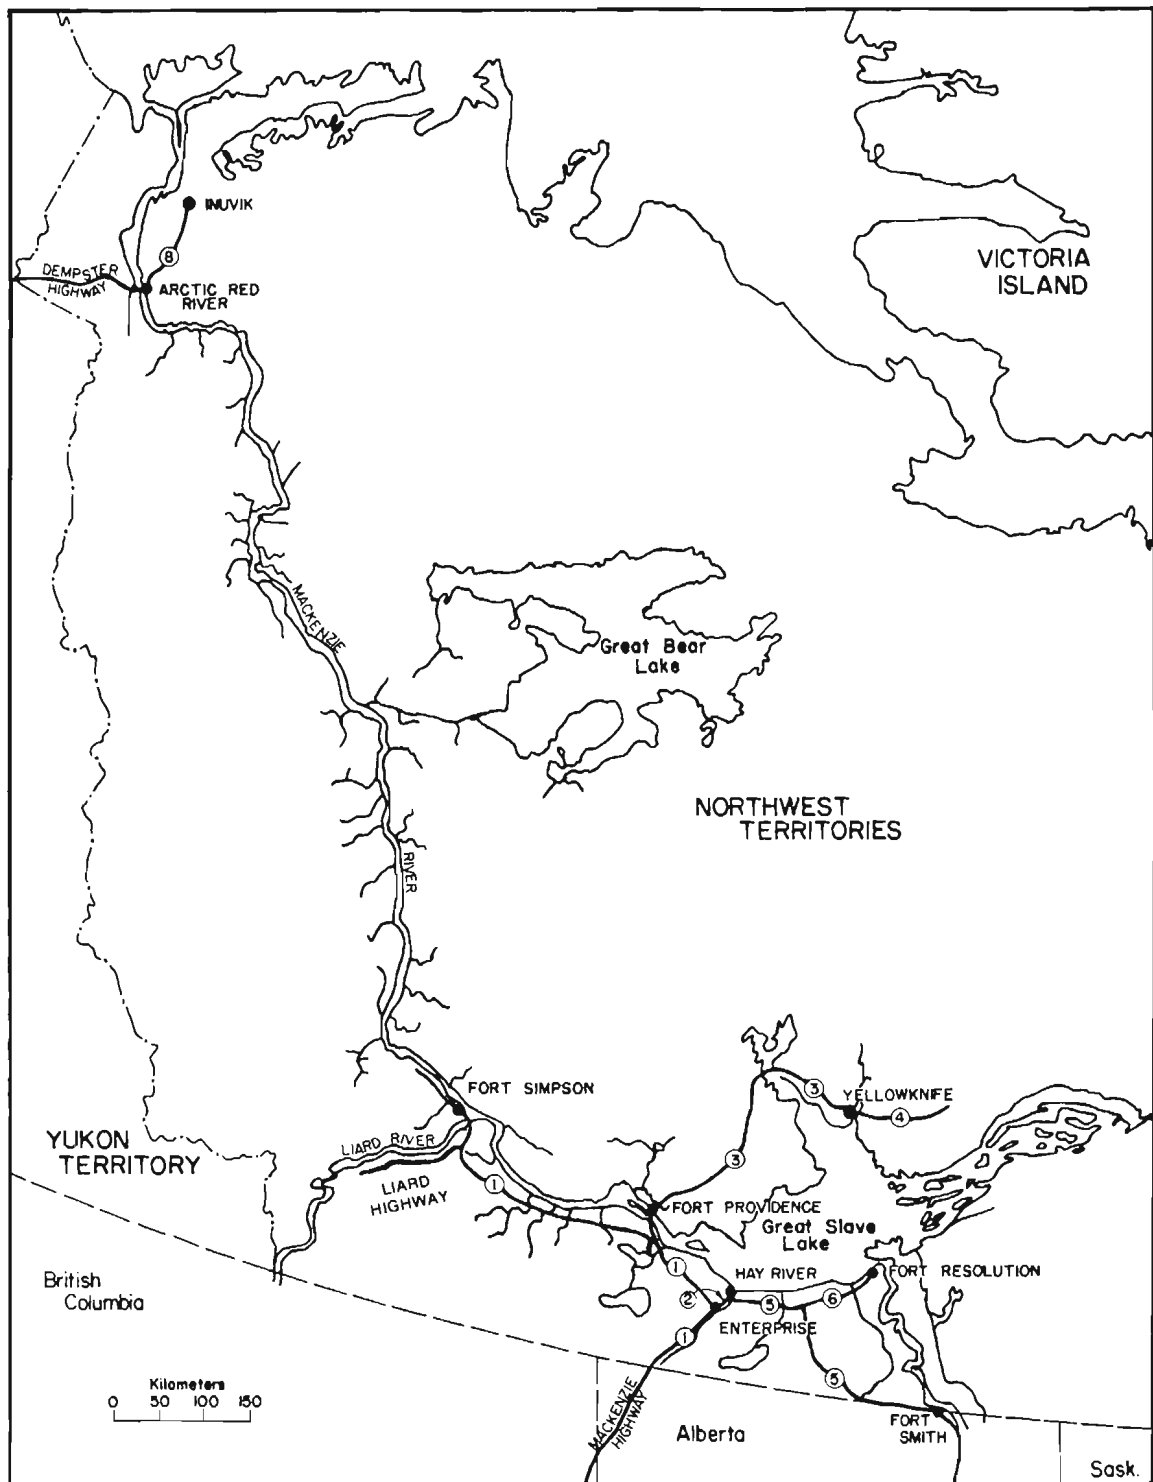 INUVIK
8
DEMPSTER
HIGHWAY
ARCTIC RED
RIVER
VICTORIA
ISLAND
MACKENZIE
RIVER
Great Bear
Lake
NORTHWEST
TERRITORIES
FORT SIMPSON
3
YELLOWKNIFE
4
YUKON
TERRITORY
LIARD RIVER
LIARD
HIGHWAY
1
3
FORT PROVIDENCE
Great Slave
Lake
1
HAY RIVER
FORT RESOLUTION
2
5
6
ENTERPRISE
1
5
British
Columbia
Kilometers
0 50 100 150
MACKENZIE
HIGHWAY
Alberta
FORT
SMITH
Sask.